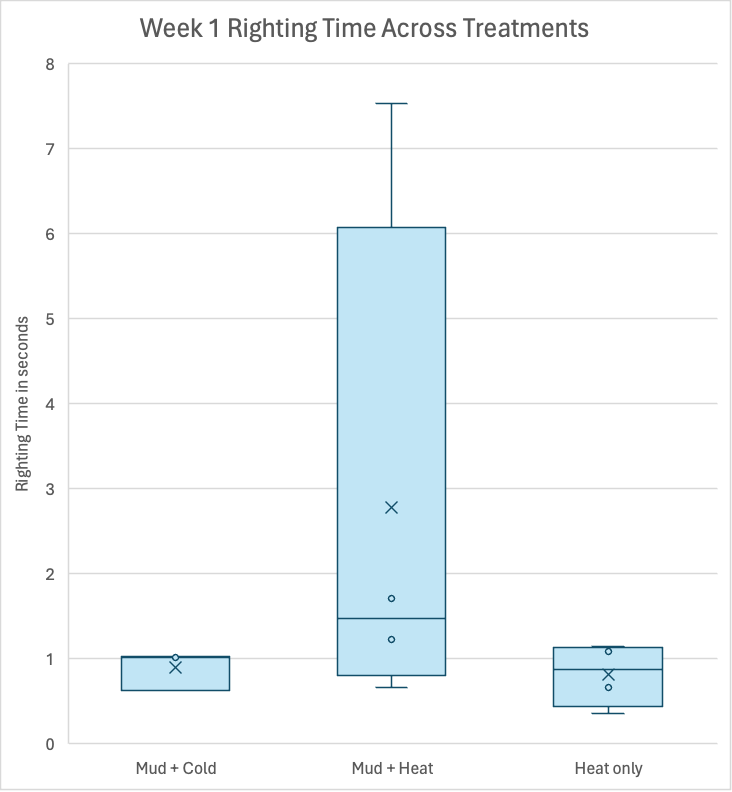 Week 1 Righting Time Across Treatments
8
7
6
5
4
3
2
1
0
Righting Time in seconds
Mud + Cold
Mud + Heat
Heat only